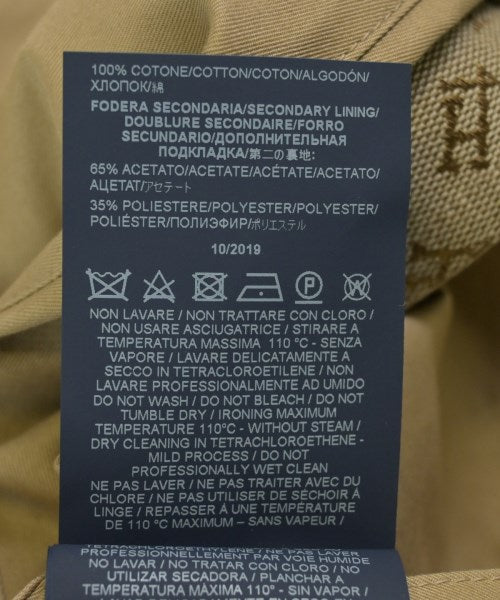 100% COTONE/COTTON/COTON/ALGODÓN/
ХЛОПОК/綿
FODERA SECONDARIA/SECONDARY LINING/
DOUBLURE SECONDAIRE/FORRO
SECUNDARIO/ДОПОЛНИТЕЛЬНАЯ
ПОДКЛАДКА/第二の裏地:
65% ACETATO/ACETATE/ACÉTATE/ACETATO/
АЦЕТАТ/アセテート
35% POLIESTERE/POLYESTER/POLYESTER/
POLIÉSTER/ПОЛИЭФИР/ポリエステル
10/2019
P W
NON LAVARE / NON TRATTARE CON CLORO /
NON USARE ASCIUGATRICE / STIRARE A
TEMPERATURA MASSIMA 110 °C - SENZA
VAPORE / LAVARE DELICATAMENTE A
SECCO IN TETRACLOROETILENE / NON
LAVARE PROFESSIONALMENTE AD UMIDO
DO NOT WASH / DO NOT BLEACH / DO NOT
TUMBLE DRY / IRONING MAXIMUM
TEMPERATURE 110°C - WITHOUT STEAM /
DRY CLEANING IN TETRACHLOROETHENE -
MILD PROCESS / DO NOT
PROFESSIONALLY WET CLEAN
NE PAS LAVER / NE PAS TRAITER AVEC DU
CHLORE / NE PAS UTILISER DE SÉCHOIR À
LINGE / REPASSER À UNE TEMPÉRATURE
DE 110 °C MAXIMUM – SANS VAPEUR /
TETRACHLOROETHYLÈNE / NE PAS LAVER
PROFESSIONNELLEMENT PAR VOIE HUMIDE
NO LAVAR / NO TRATAR CON CLORO / NO
UTILIZAR SECADORA / PLANCHAR A
TEMPERATURA MÁXIMA 110° - SIN VAPOR /